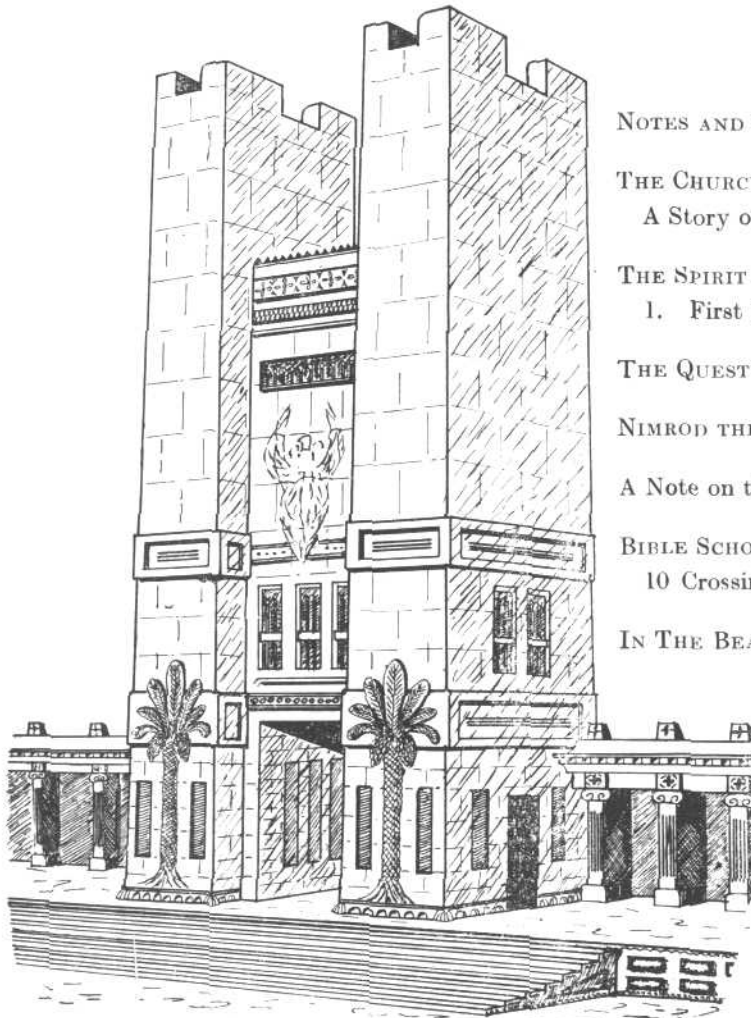 NOTES AND
THE CHURC
A Story o
THE SPIRIT
1. First
THE QUEST
NIMROD THE
A Note on t
BIBLE SCHO
10 Crossin
IN THE BEA